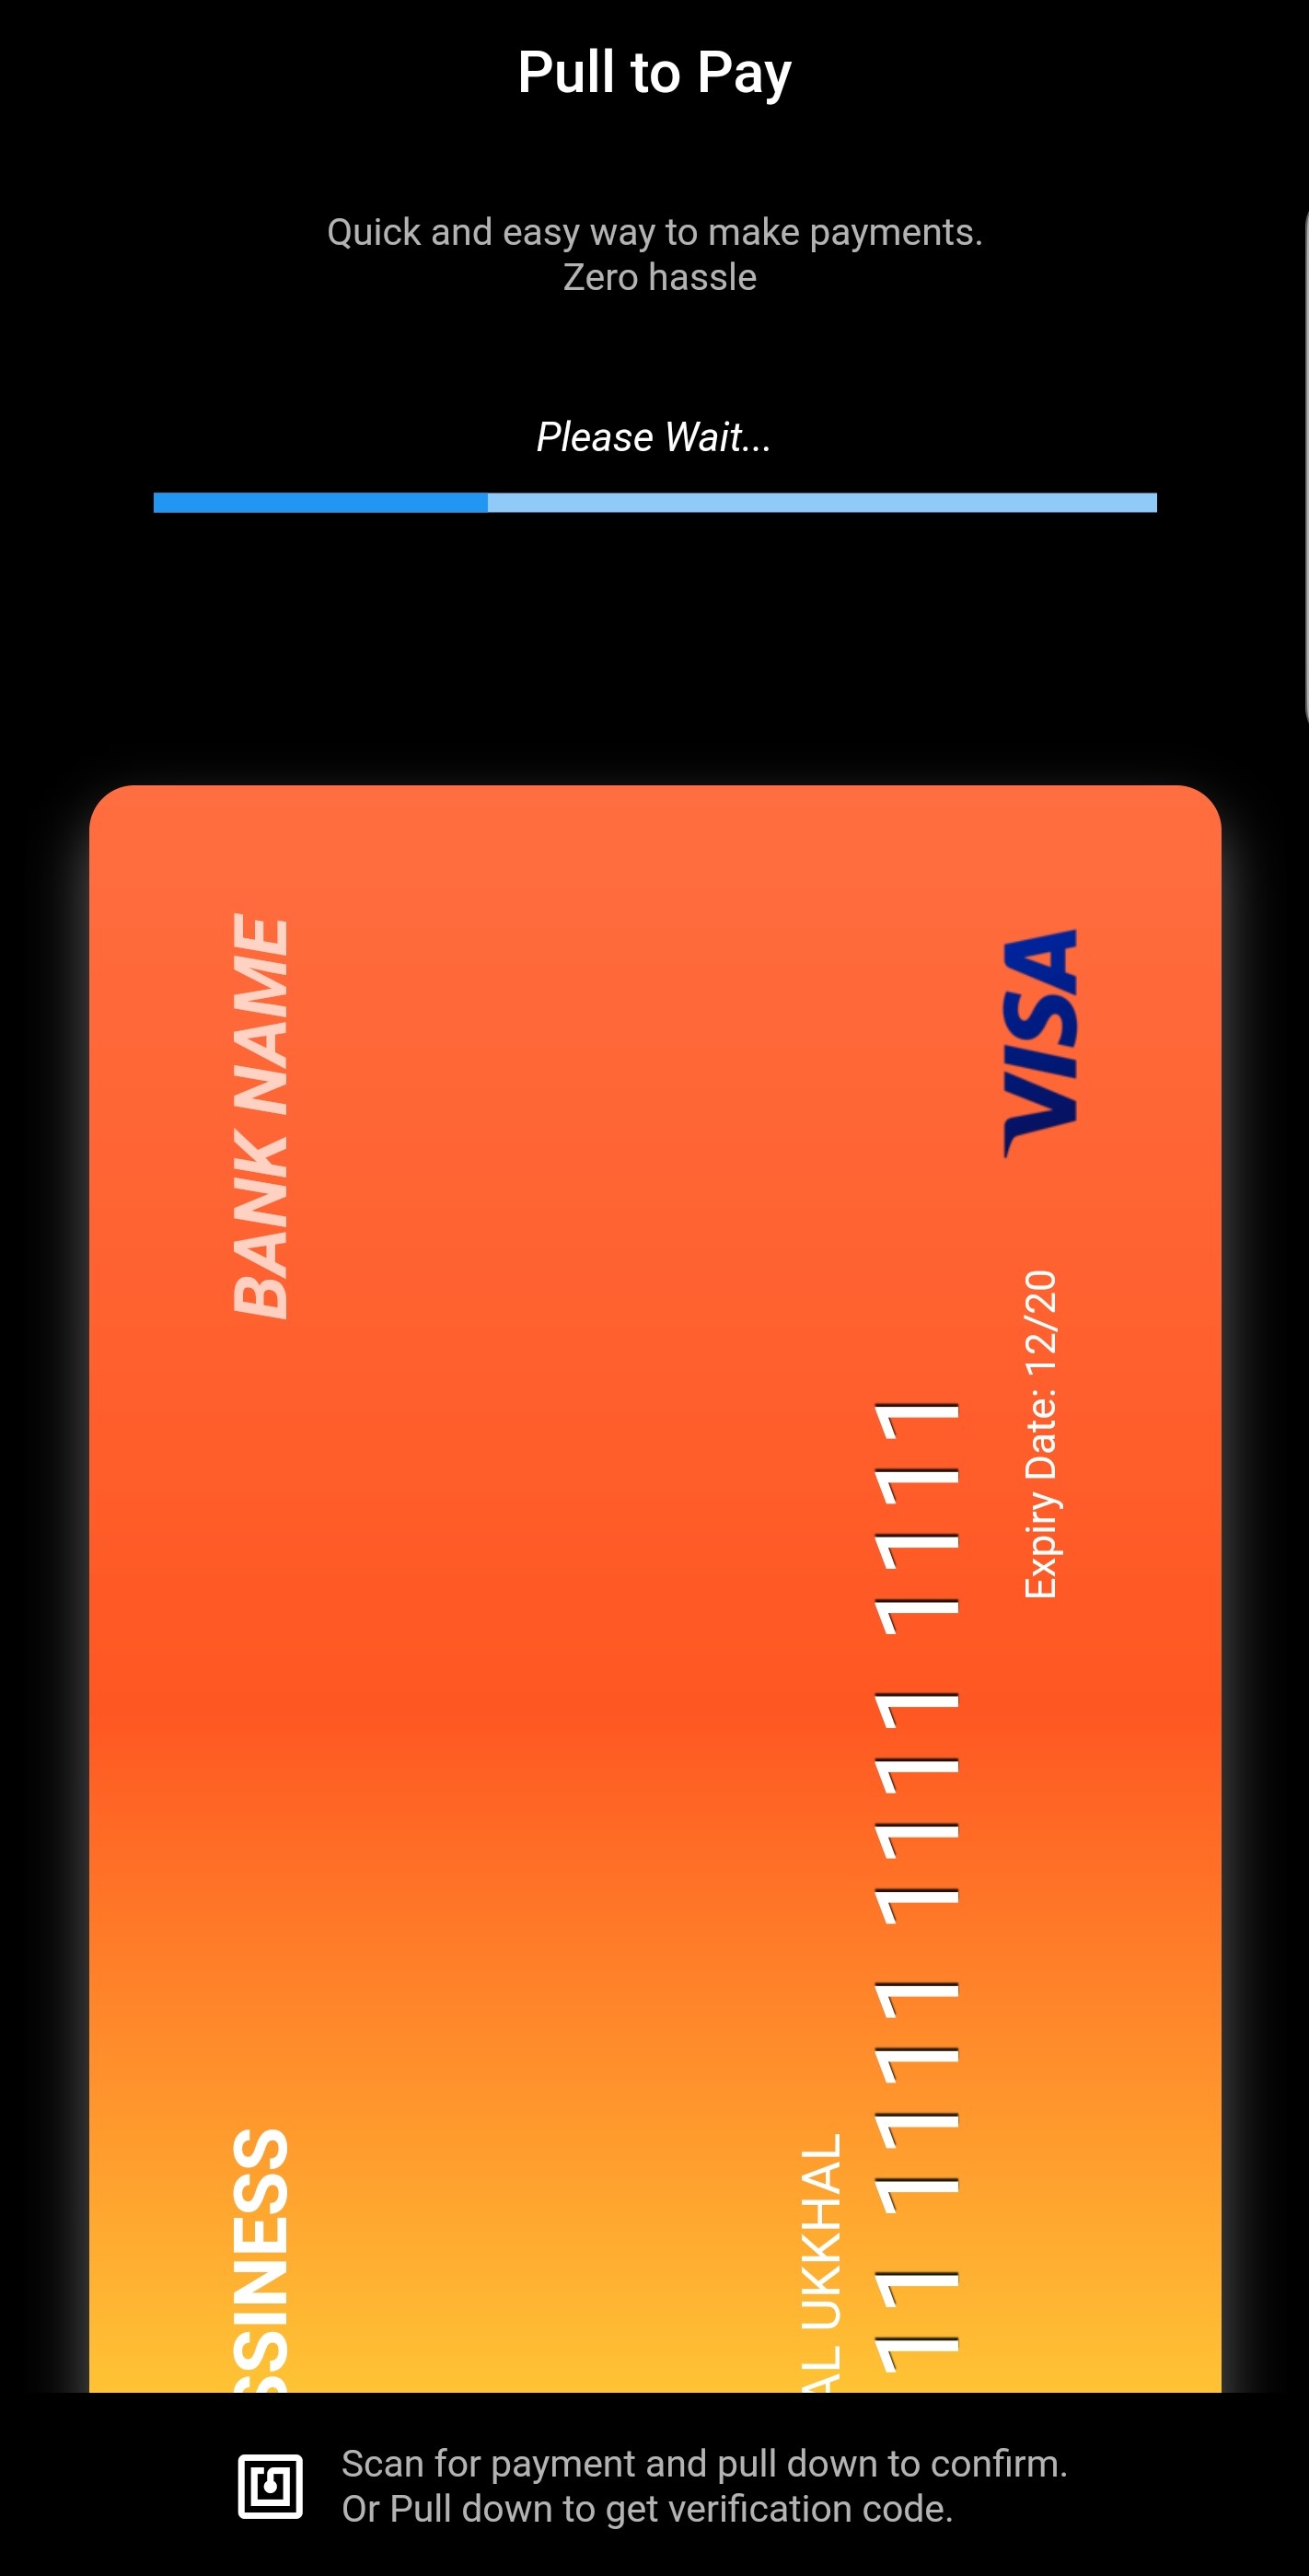 Pull to Pay
Quick and easy way to make payments.
Zero hassle
Please Wait...
BANK NAME
VISA
Expiry Date: 12/20
11 1111 1111 1111
AL UKKHAL
SSINESS
Scan for payment and pull down to confirm.
Or Pull down to get verification code.